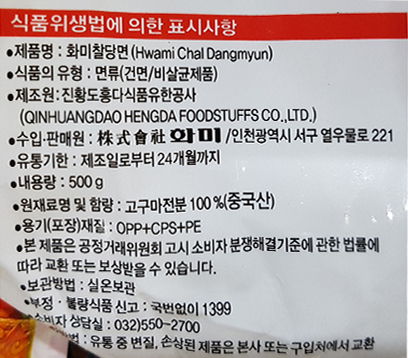 식품위생법에 의한 표시사항
•제품명 : 화미찰당면(Hwami Chal Dangmyun)
•식품의 유형 : 면류(건면/비살균제품)
•제조원:진황도홍다식품유한공사
(QINHUANGDAO HENGDA FOODSTUFFS CO.,LTD.)
•수입·판매원 : 株式會社 화미/인천광역시 서구 열우물로 221
•유통기한 : 제조일로부터 24개월까지
•내용량 : 500g
•원재료명 및 함량 : 고구마전분 100%(중국산)
•용기(포장)재질 : OPP+CPS+PE
•본 제품은 공정거래위원회 고시 소비자 분쟁해결기준에 관한 법률에
따라 교환 또는 보상받을 수 있습니다.
•보관방법 : 실온보관
•부정·불량식품 신고 : 국번없이 1399
소비자 상담실 : 032)550-2700
유통 중 변질, 손상된 제품은 본사 또는 구입처에서 교환